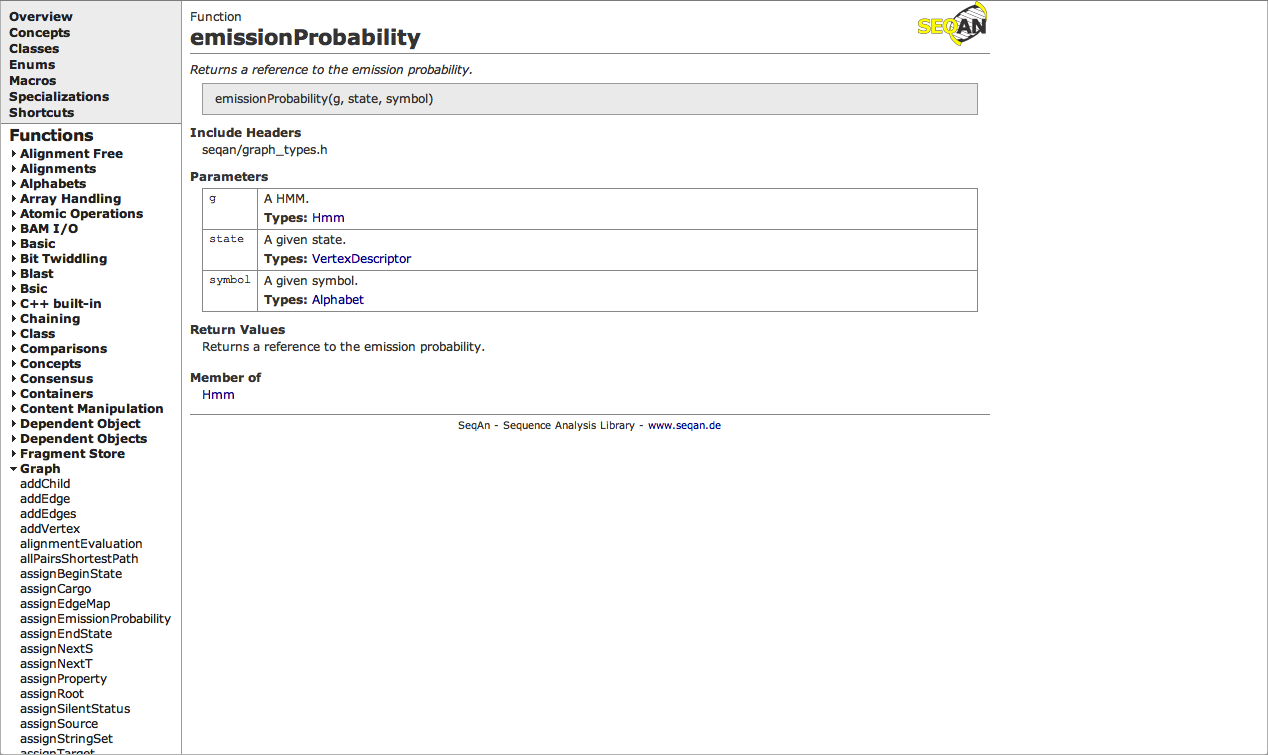 Overview
Concepts
Classes
Enums
Macros
Specializations
Shortcuts
Functions
Alignment Free
Alignments
Alphabets
Array Handling
Atomic Operations
BAM I/O
Basic
Bit Twiddling
Blast
Bsic
C++ built-in
Chaining
Class
Comparisons
Concepts
Consensus
Containers
Content Manipulation
Dependent Object
Dependent Objects
Fragment Store
Graph
addChild
addEdge
addEdges
addVertex
alignmentEvaluation
allPairsShortestPath
assignBeginState
assignCargo
assignEdgeMap
assignEmissionProbability
assignEndState
assignNextS
assignNextT
assignProperty
assignRoot
assignSilentStatus
assignSource
assignStringSet
assignTarget
Function
emissionProbability
SEQAN
Returns a reference to the emission probability.
emissionProbability(g, state, symbol)
Include Headers
seqan/graph_types.h
Parameters
g A HMM.
Types: Hmm
state A given state.
Types: VertexDescriptor
symbol A given symbol.
Types: Alphabet
Return Values
Returns a reference to the emission probability.
Member of
Hmm
SeqAn - Sequence Analysis Library - www.seqan.de